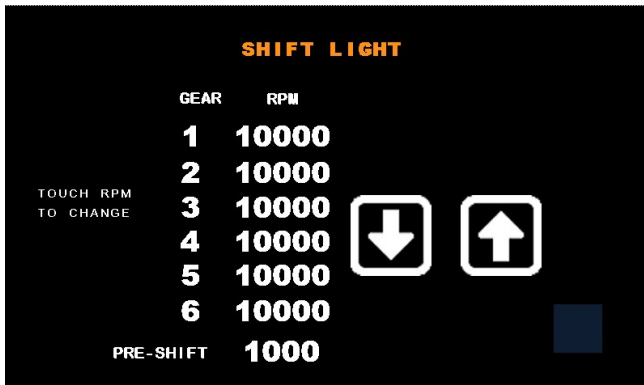 SHIFT LIGHT
GEAR RPM
1 10000
2 10000
TOUCH RPM
TO CHANGE
3 10000
4 10000
5 10000
6 10000
PRE-SHIFT 1000